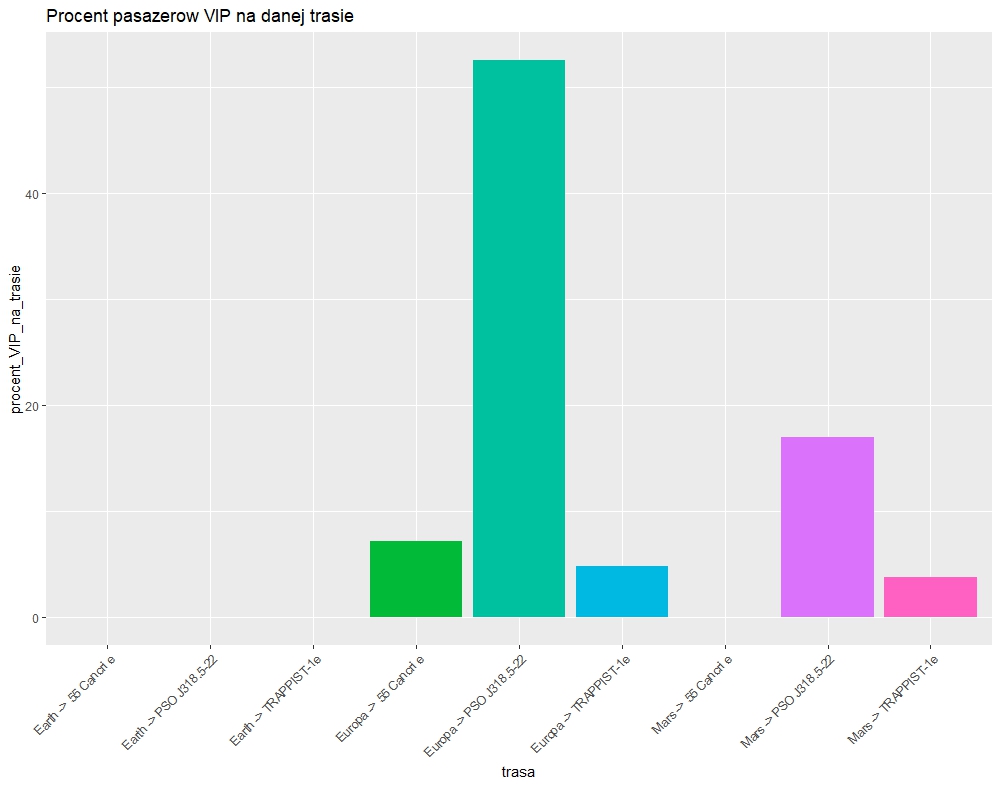 Procent pasazerow VIP na danej trasie
procent_VIP_na_trasie
40
20
0
Earth -> 55 Cancri e
Earth -> PSO J318.5-22
Earth -> TRAPPIST-1e
Europa -> 55 Cancri e
Europa -> PSO J318.5-22
Europa -> TRAPPIST-1e
Mars -> 55 Cancri e
Mars -> PSO J318.5-22
Mars -> TRAPPIST-1e
trasa